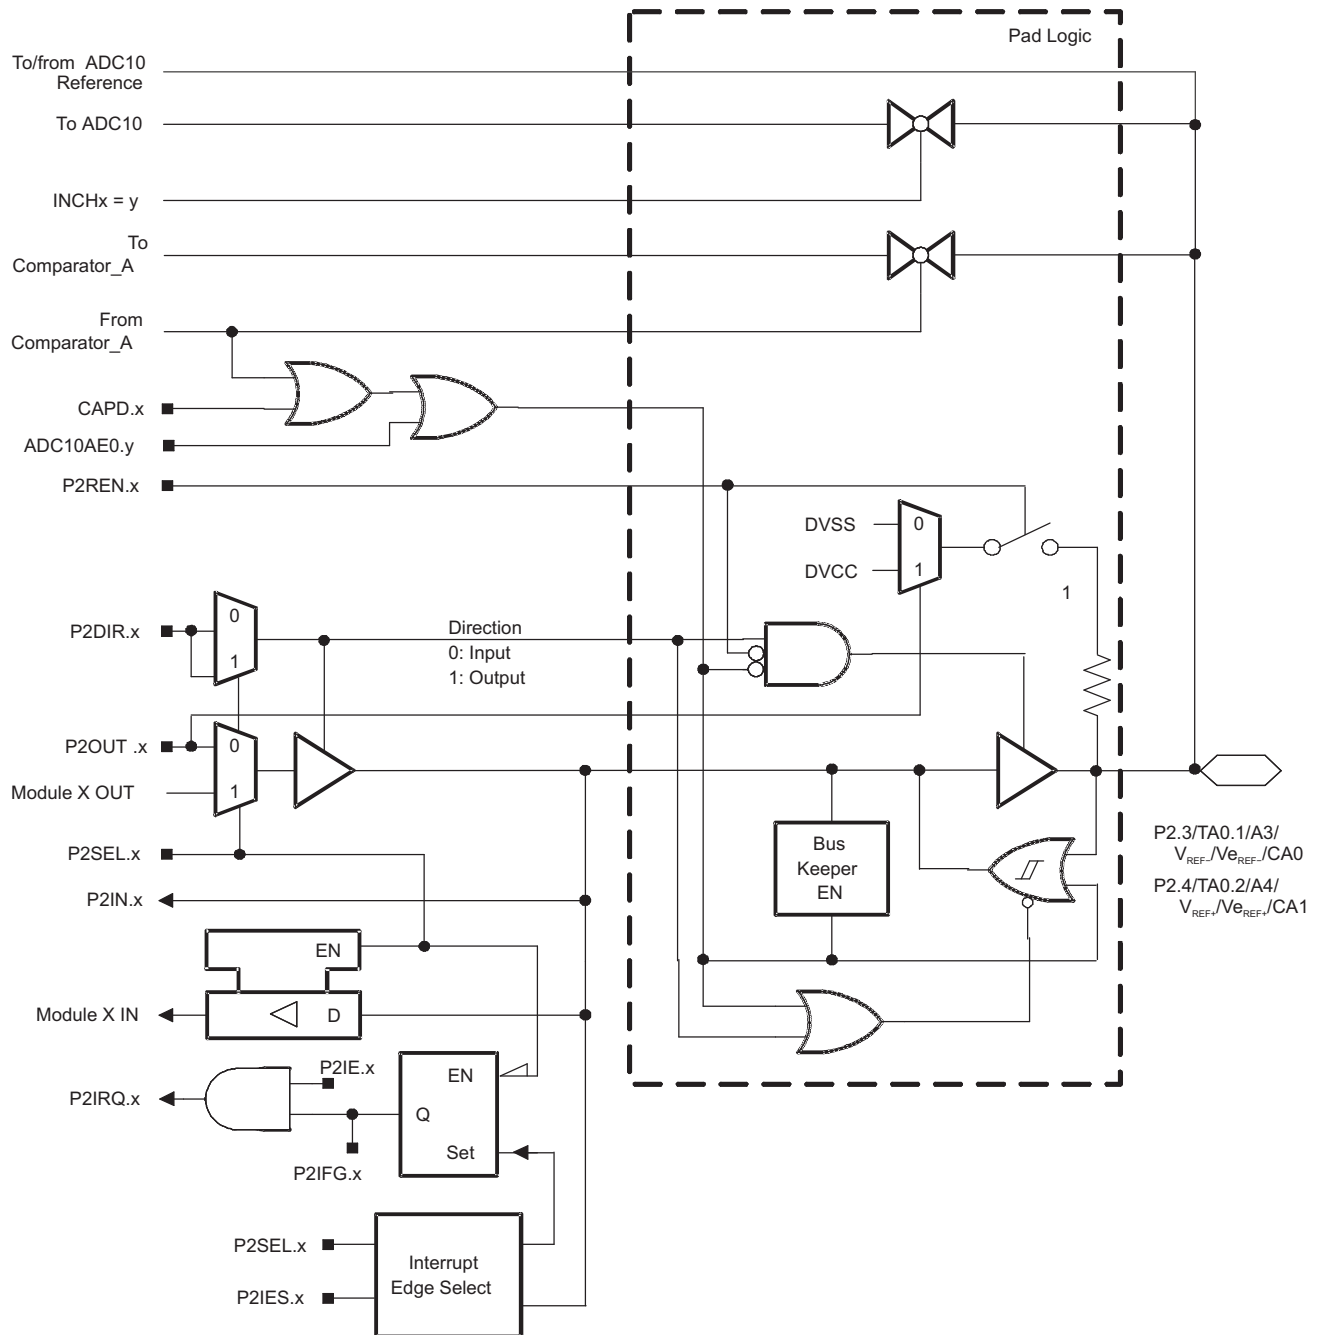 Pad Logic
To/from ADC10
Reference
To ADC10
INCHx = y
To
Comparator_A
From
Comparator_A
CAPD.x
ADC10AE0.y
P2REN.x
DVSS
0
DVCC
1
1
P2DIR.x
0
1
Direction
0: Input
1: Output
P2OUT .x
0
Module X OUT
1
P2SEL.x
Bus
Keeper
EN
P2.3/TA0.1/A3/
VREF-/VeREF-/CA0
P2.4/TA0.2/A4/
VREF+/VeREF+/CA1
P2IN.x
EN
Module X IN
D
P2IE.x
EN
P2IRQ.x
Q
Set
P2IFG.x
P2SEL.x
Interrupt
Edge Select
P2IES.x